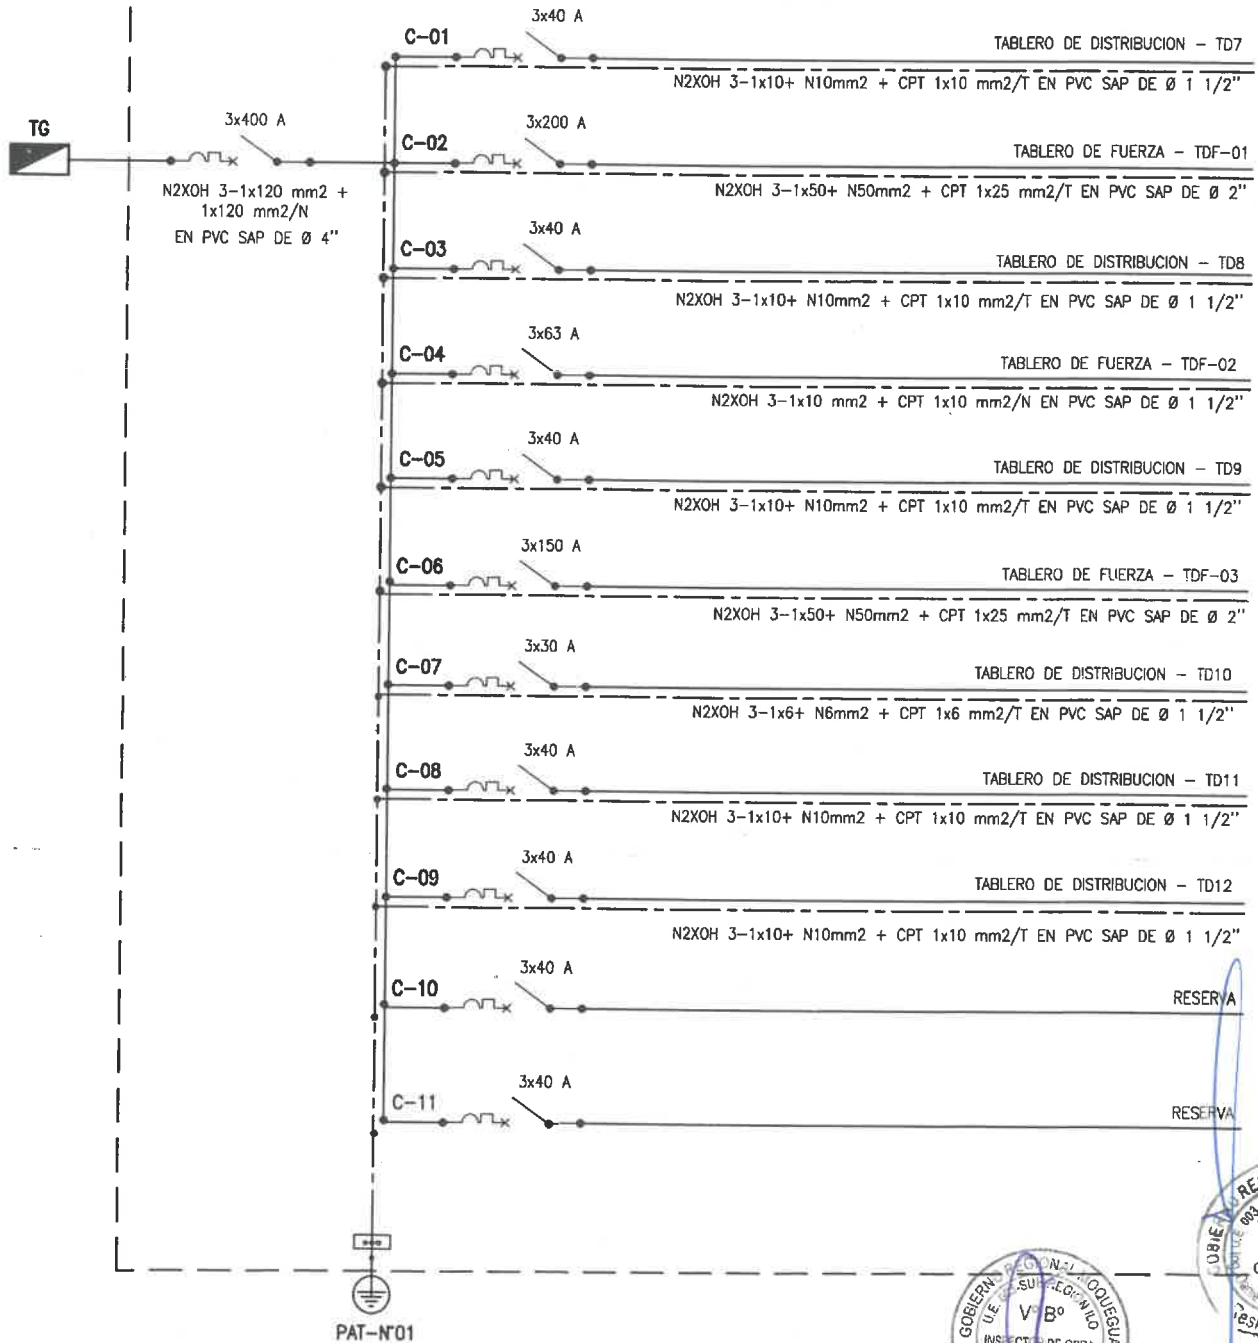 3x40 A
C-01
TABLERO DE DISTRIBUCION - TD7
N2XOH 3-1x10+ N10mm2 + CPT 1x10 mm2/T EN PVC SAP DE Ø 1 1/2"
TG
3x400 A
N2XOH 3-1x120 mm2 +
1x120 mm2/N
EN PVC SAP DE Ø 4"
3x200 A
C-02
TABLERO DE FUERZA - TDF-01
N2XOH 3-1x50+ N50mm2 + CPT 1x25 mm2/T EN PVC SAP DE Ø 2"
3x40 A
C-03
TABLERO DE DISTRIBUCION - TD8
N2XOH 3-1x10+ N10mm2 + CPT 1x10 mm2/T EN PVC SAP DE Ø 1 1/2"
3x63 A
C-04
TABLERO DE FUERZA - TDF-02
N2XOH 3-1x10 mm2 + CPT 1x10 mm2/N EN PVC SAP DE Ø 1 1/2"
3x40 A
C-05
TABLERO DE DISTRIBUCION - TD9
N2XOH 3-1x10+ N10mm2 + CPT 1x10 mm2/T EN PVC SAP DE Ø 1 1/2"
3x150 A
C-06
TABLERO DE FUERZA - TDF-03
N2XOH 3-1x50+ N50mm2 + CPT 1x25 mm2/T EN PVC SAP DE Ø 2"
3x30 A
C-07
TABLERO DE DISTRIBUCION - TD10
N2XOH 3-1x6+ N6mm2 + CPT 1x6 mm2/T EN PVC SAP DE Ø 1 1/2"
3x40 A
C-08
TABLERO DE DISTRIBUCION - TD11
N2XOH 3-1x10+ N10mm2 + CPT 1x10 mm2/T EN PVC SAP DE Ø 1 1/2"
3x40 A
C-09
TABLERO DE DISTRIBUCION - TD12
N2XOH 3-1x10+ N10mm2 + CPT 1x10 mm2/T EN PVC SAP DE Ø 1 1/2"
3x40 A
C-10
RESERVA
3x40 A
C-11
RESERVA
PAT-N°01
GOBIERNO REGIONAL MOQUEGUA
V° B°